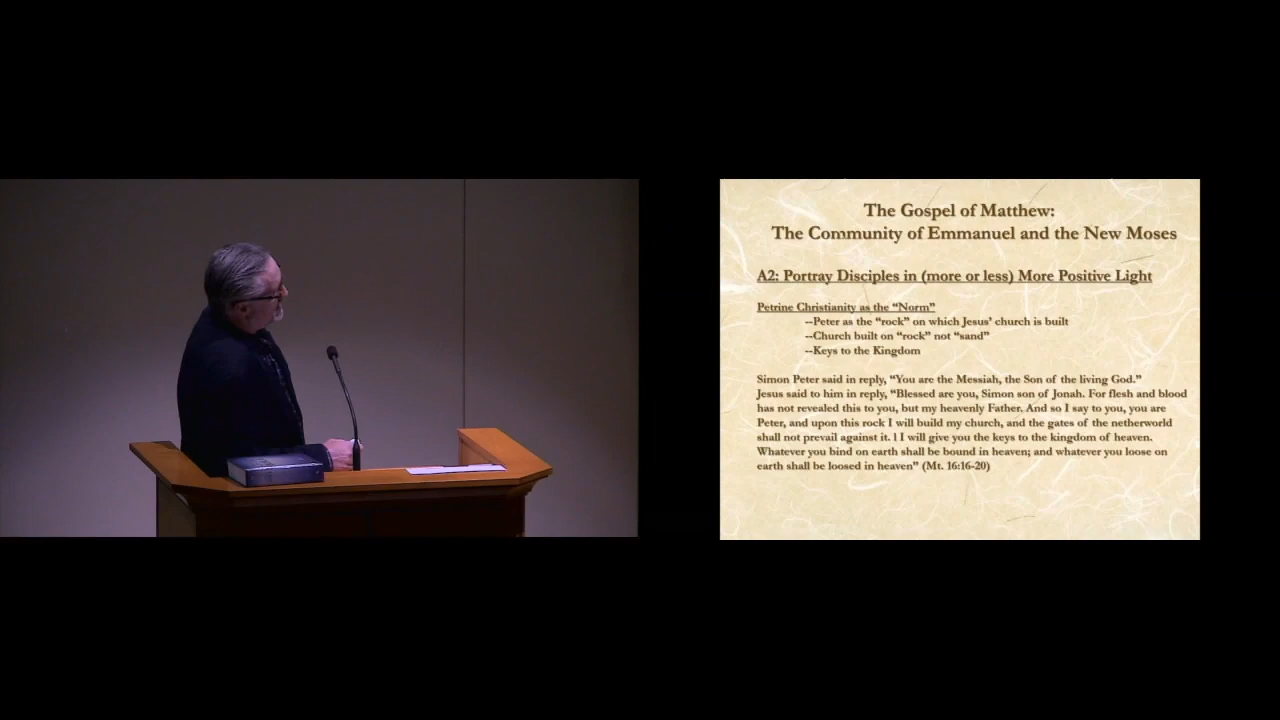 The Gospel of Matthew:
The Community of Emmanuel and the New Moses
A2: Portray Disciples in (more or less) More Positive Light
Petrine Christianity as the “Norm”
--Peter as the “rock” on which Jesus’ church is built
--Church built on “rock” not “sand”
--Keys to the Kingdom
Simon Peter said in reply, “You are the Messiah, the Son of the living God.”
Jesus said to him in reply, “Blessed are you, Simon son of Jonah. For flesh and blood
has not revealed this to you, but my heavenly Father. And so I say to you, you are
Peter, and upon this rock I will build my church, and the gates of the netherworld
shall not prevail against it. l I will give you the keys to the kingdom of heaven.
Whatever you bind on earth shall be bound in heaven; and whatever you loose on
earth shall be loosed in heaven” (Mt. 16:16-20)